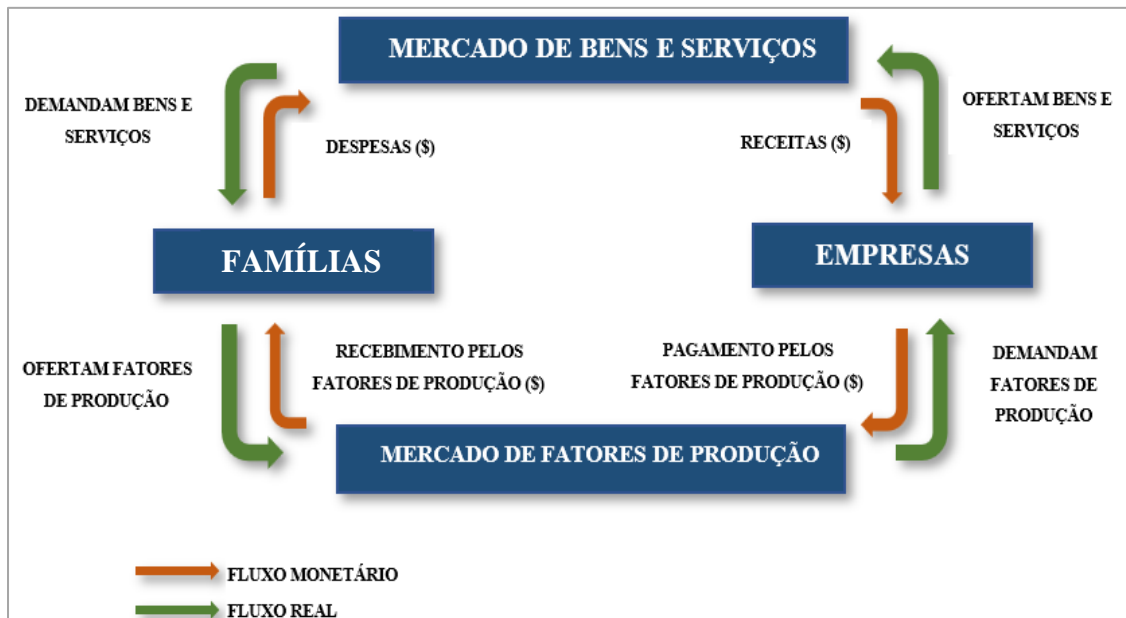 MERCADO DE BENS E SERVIÇOS
DEMANDAM BENS E
SERVIÇOS
DESPESAS ($)
RECEITAS ($)
OFERTAM BENS E
SERVIÇOS
FAMÍLIAS
EMPRESAS
OFERTAM FATORES
DE PRODUÇÃO
RECEBIMENTO PELOS
FATORES DE PRODUÇÃO ($)
PAGAMENTO PELOS
FATORES DE PRODUÇÃO ($)
DEMANDAM
FATORES DE
PRODUÇÃO
MERCADO DE FATORES DE PRODUÇÃO
FLUXO MONETÁRIO
FLUXO REAL